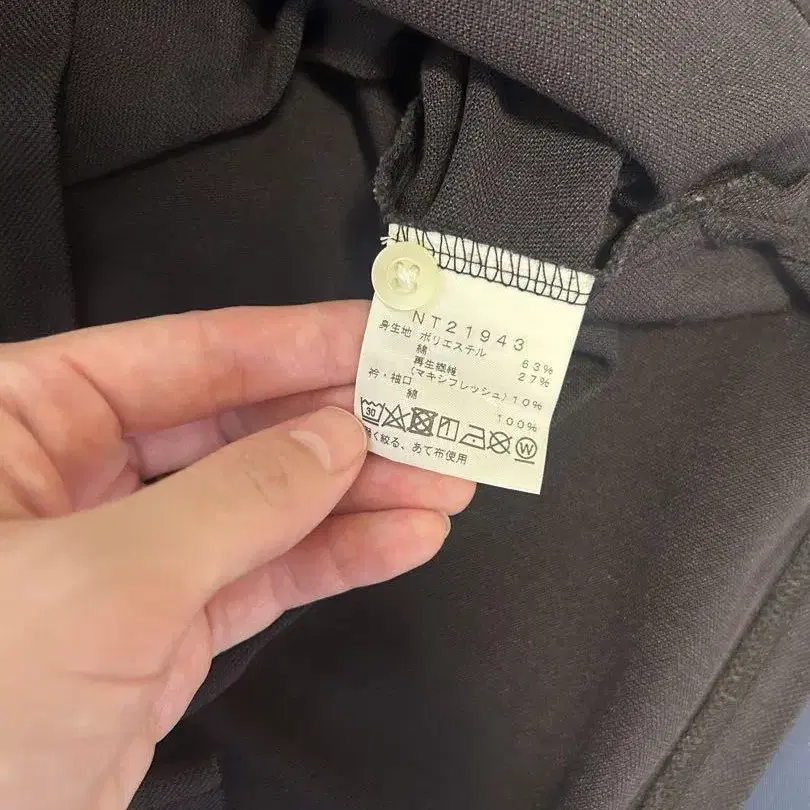 NT21943
身生地 ポリエステル 63%
綿 27%
再生繊維
(マキシフレッシュ) 10%
衿・袖口
綿 100%
30 W
く絞る、あて布使用